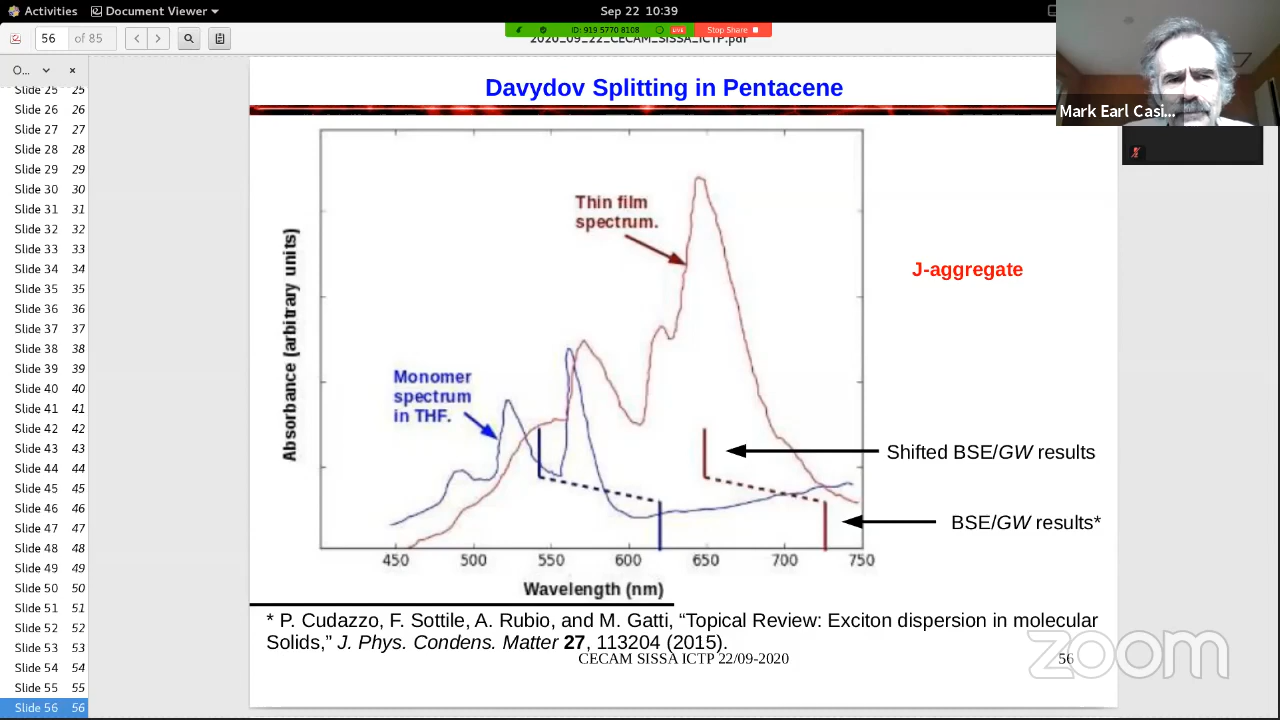 Activities
Document Viewer
Sep 22 10:39
56
of 85
ID: 919 5770 8108
LIVE
Stop Share
2020_09_22_CECAM_SISSA_ICTP.pdf
O...
Slide 25 25
Slide 26 26
Slide 27 27
Slide 28 28
Slide 29 29
Slide 30 30
Slide 31 31
Slide 32 32
Slide 33 33
Slide 34 34
Slide 35 35
Slide 36 36
Slide 37 37
Slide 38 38
Slide 39 39
Slide 40 40
Slide 41 41
Slide 42 42
Slide 43 43
Slide 44 44
Slide 45 45
Slide 46 46
Slide 47 47
Slide 48 48
Slide 49 49
Slide 50 50
Slide 51 51
Slide 52 52
Slide 53 53
Slide 54 54
Slide 55 55
Slide 56 56
Mark Earl Casi...
Davydov Splitting in Pentacene
Thin film
spectrum.
J-aggregate
Monomer
spectrum
in THF.
Absorbance (arbitrary units)
Shifted BSE/GW results
BSE/GW results*
450 500 550 600 650 700 750
Wavelength (nm)
* P. Cudazzo, F. Sottile, A. Rubio, and M. Gatti, “Topical Review: Exciton dispersion in molecular
Solids,” J. Phys. Condens. Matter 27, 113204 (2015).
CECAM SISSA ICTP 22/09-2020
56
zoom